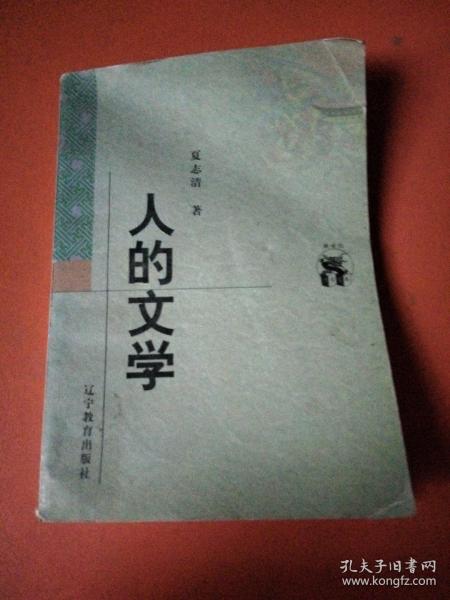 夏志清 著
人的文学
辽宁教育出版社
孔夫子旧书网
www.kongfz.com